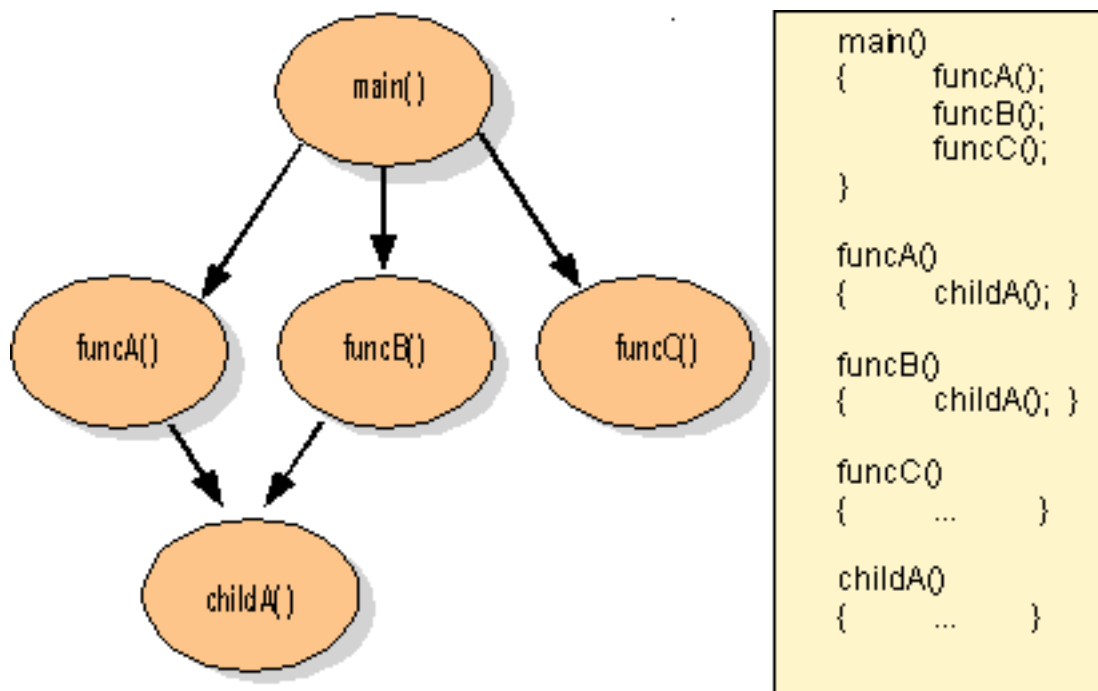 main()
funcA()
funcB()
funcC()
childA()
main()
{ funcA();
funcB();
funcC();
}
funcA()
{ childA(); }
funcB()
{ childA(); }
funcC()
{ ... }
childA()
{ ... }